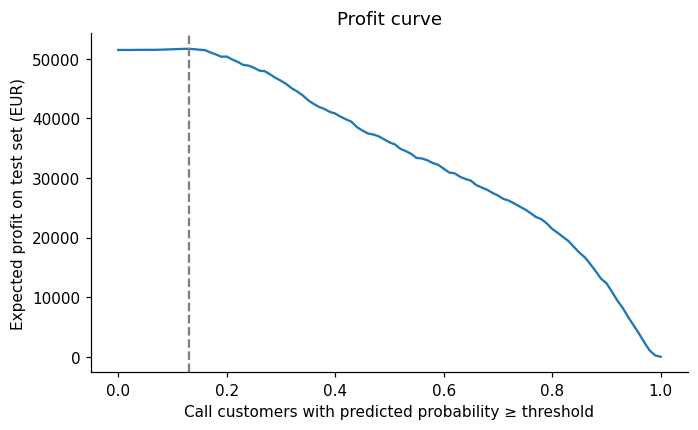 Profit curve
Expected profit on test set (EUR)
50000
40000
30000
20000
10000
0
0.0 0.2 0.4 0.6 0.8 1.0
Call customers with predicted probability ≥ threshold